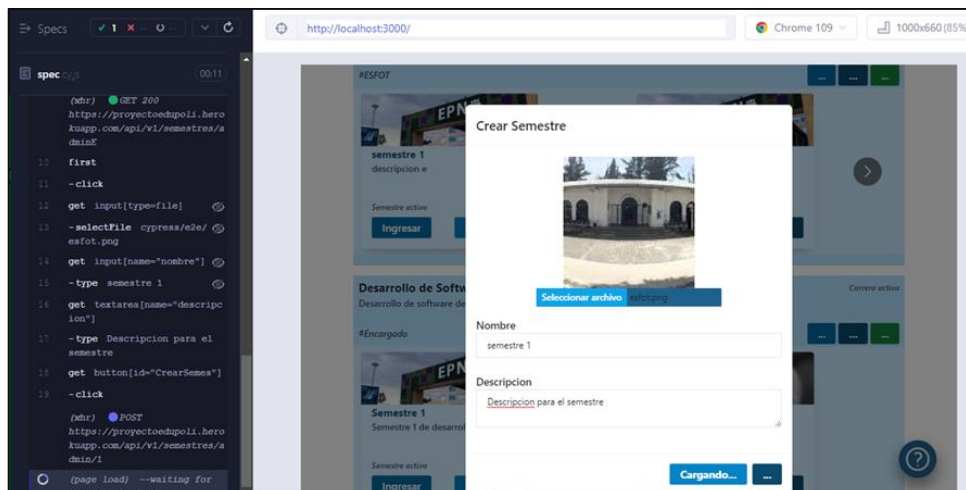 Specs
✓ 1 ✗ --
spec.cy.js 00:11
(xhr) GET 200
https://proyectoedupoli.hero
kuapp.com/api/v1/semestres/a
dminE
10 first
11 -click
12 get input[type=file]
13 -selectFile cypress/e2e/
esfot.png
14 get input[name="nombre"]
15 -type semestre 1
16 get textarea[name="descripc
ion"]
17 -type Descripcion para el
semestre
18 get button[id="CrearSemes"]
19 -click
(xhr) POST
https://proyectoedupoli.hero
kuapp.com/api/v1/semestres/a
dmin/1
(page load) --waiting for
http://localhost:3000/
Chrome 109
1000x660 (85%
#ESFOT
... ... ...
EPN
semestre 1
descripcion e
Semestre activo
Ingresar
Desarrollo de Softw
Desarrollo de software de
Carrera activa
#Encargado
... ... ...
EPN
Semestre 1
Semestre 1 de desarrol
Semestre activo
Ingresar
Crear Semestre
Seleccionar archivo esfot.png
Nombre
semestre 1
Descripcion
Descripcion para el semestre
Cargando... ...
?